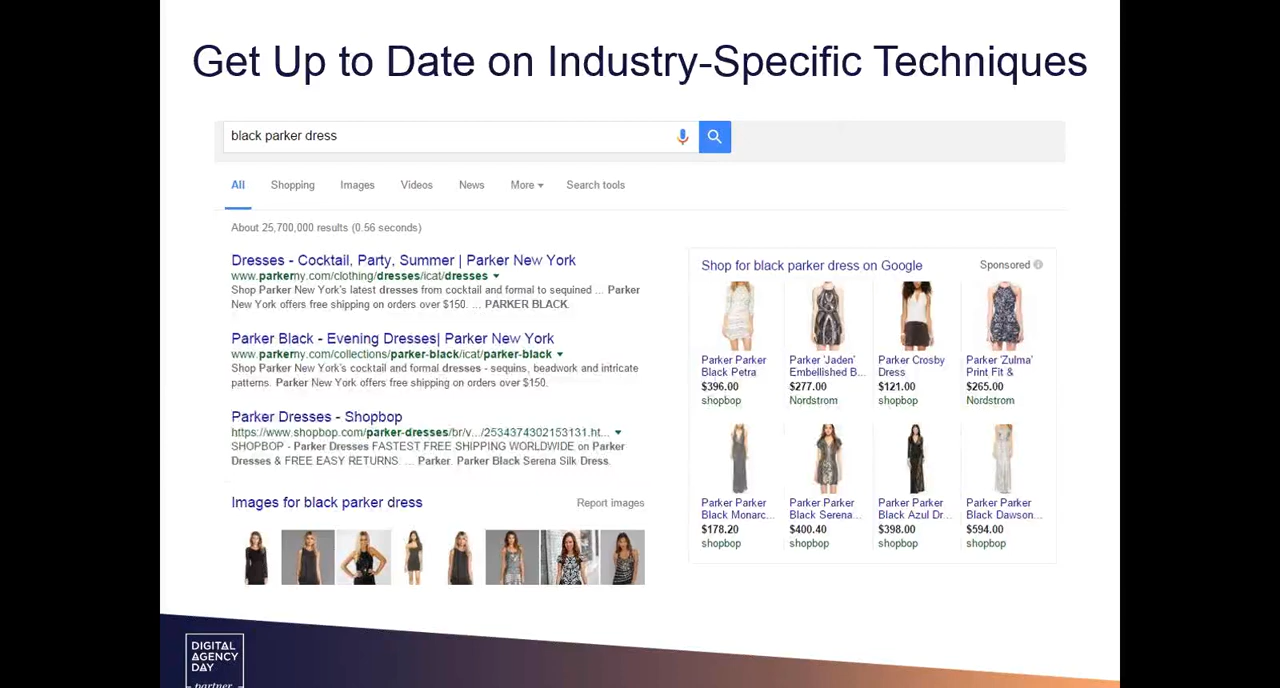 Get Up to Date on Industry-Specific Techniques
black parker dress
All Shopping Images Videos News More Search tools
About 25,700,000 results (0.56 seconds)
Dresses - Cocktail, Party, Summer | Parker New York
www.parkerny.com/clothing/dresses/icat/dresses
Shop Parker New York's latest dresses from cocktail and formal to sequined ... Parker
New York offers free shipping on orders over $150. ... PARKER BLACK.
Parker Black - Evening Dresses| Parker New York
www.parkerny.com/collections/parker-black/icat/parker-black
Shop Parker New York's cocktail and formal dresses - sequins, beadwork and intricate
patterns. Parker New York offers free shipping on orders over $150.
Parker Dresses - Shopbop
https://www.shopbop.com/parker-dresses/br/v.../2534374302153131.ht...
SHOPBOP - Parker Dresses FASTEST FREE SHIPPING WORLDWIDE on Parker
Dresses & FREE EASY RETURNS. ... Parker. Parker Black Serena Silk Dress.
Images for black parker dress
Report images
Shop for black parker dress on Google
Sponsored
Parker Parker
Black Petra
$396.00
shopbop
Parker 'Jaden'
Embellished B...
$277.00
Nordstrom
Parker Crosby
Dress
$121.00
shopbop
Parker 'Zulma'
Print Fit &
$265.00
Nordstrom
Parker Parker
Black Monarc...
$178.20
shopbop
Parker Parker
Black Serena...
$400.40
shopbop
Parker Parker
Black Azul Dr...
$398.00
shopbop
Parker Parker
Black Dawson...
$594.00
shopbop
DIGITAL
AGENCY
DAY
partner